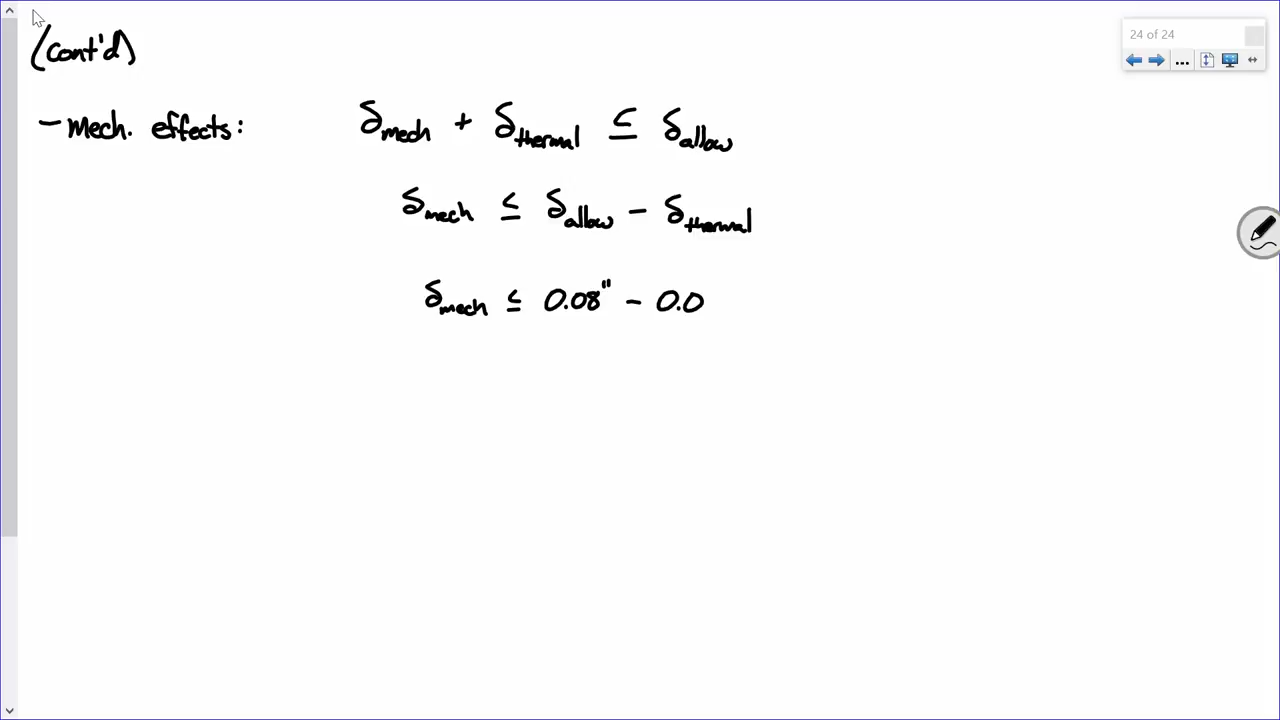 (cont'd)
24 of 24
- mech. effects: δmech + δthermal ≤ δallow
δmech ≤ δallow - δthermal
δmech ≤ 0.08" - 0.0